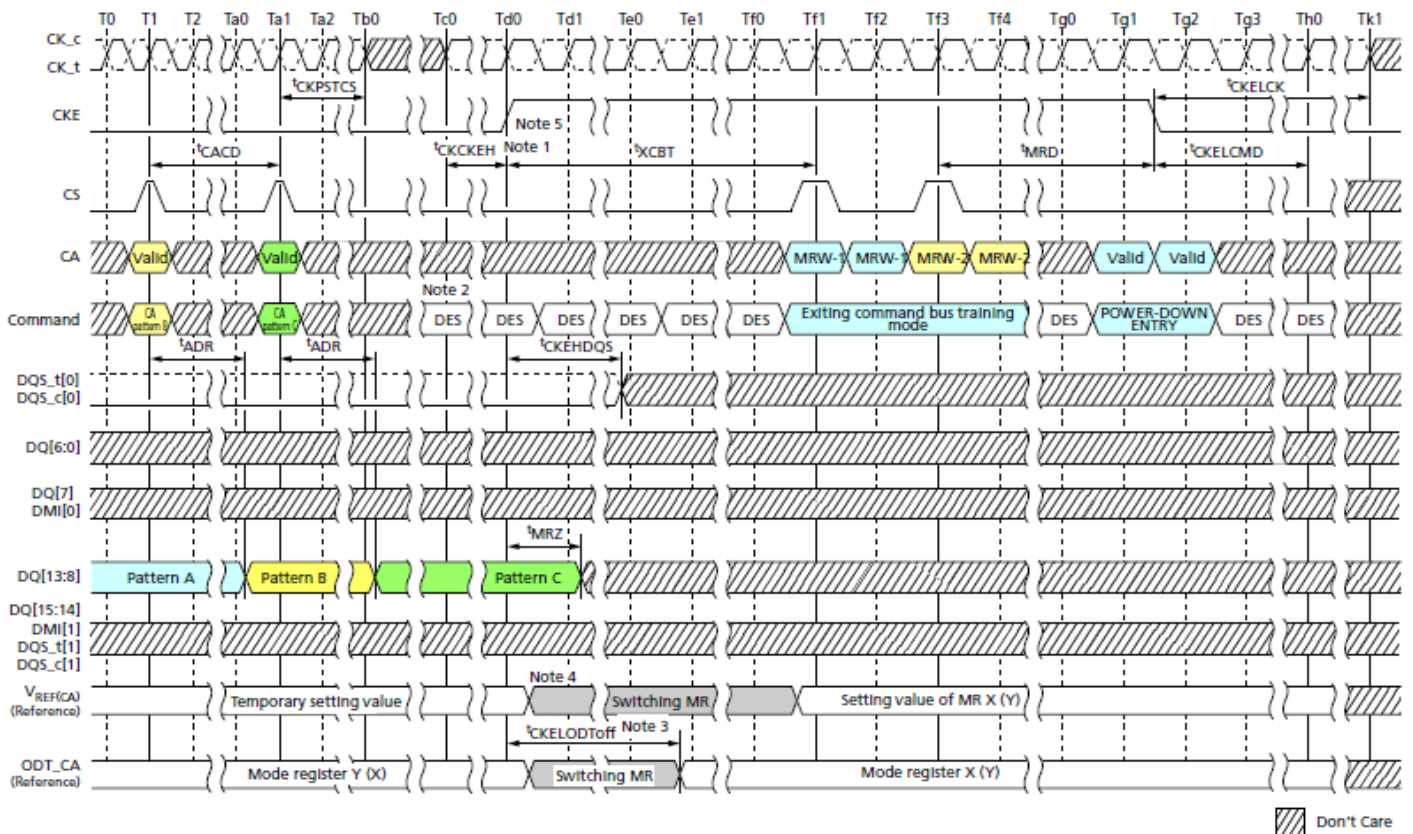 T0 T1 T2 Ta0 Ta1 Ta2 Tb0 Tc0 Td0 Td1 Te0 Te1 Tf0 Tf1 Tf2 Tf3 Tf4 Tg0 Tg1 Tg2 Tg3 Th0 Tk1
CK_c
CK_t
tCKPSTCS
tCKELCK
CKE
Note 5
tCACD
tCKCKEH
Note 1
tXCBT
tMRD
tCKELCMD
CS
CA
Valid Valid MRW-1 MRW-1 MRW-2 MRW-2 Valid Valid
Note 2
Command
CA pattern B
CA pattern C
DES DES DES DES DES DES
Exiting command bus training
mode
DES
POWER-DOWN
ENTRY
DES DES
tADR tADR tCKEHDQS
DQS_t[0]
DQS_c[0]
DQ[6:0]
DQ[7]
DMI[0]
tMRZ
DQ[13:8] Pattern A Pattern B Pattern C
DQ[15:14]
DMI[1]
DQS_t[1]
DQS_c[1]
Note 4
VREF(CA)
(Reference)
Temporary setting value Switching MR Setting value of MR X (Y)
tCKELODToff Note 3
ODT_CA
(Reference)
Mode register Y (X) Switching MR Mode register X (Y)
Don't Care